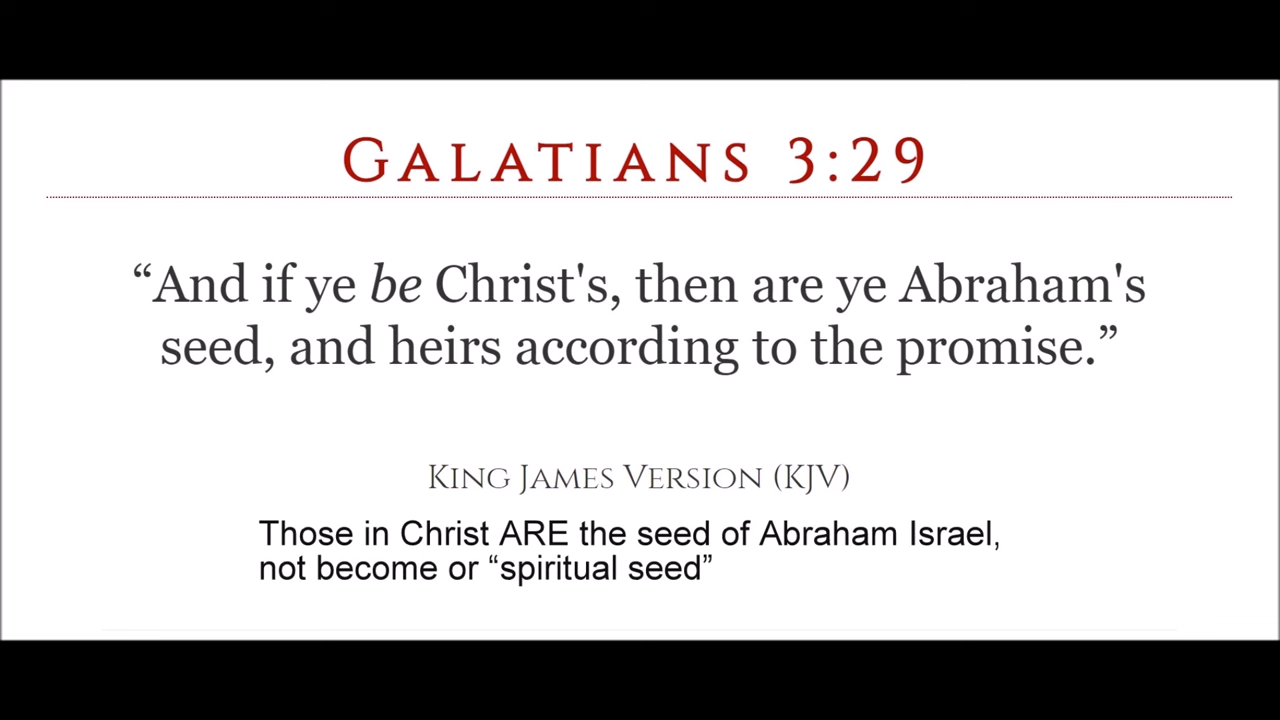 GALATIANS 3:29
“And if ye be Christ's, then are ye Abraham's
seed, and heirs according to the promise.”
KING JAMES VERSION (KJV)
Those in Christ ARE the seed of Abraham Israel,
not become or “spiritual seed”